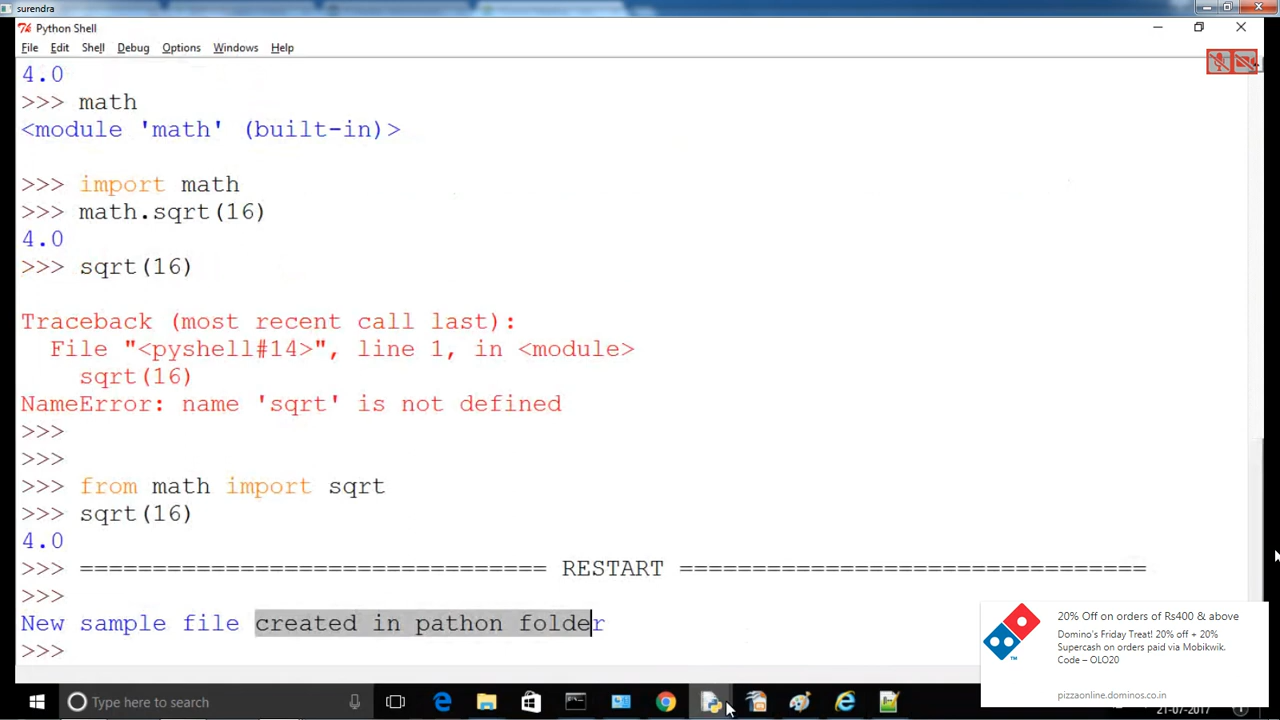 surendra
Python Shell
File Edit Shell Debug Options Windows Help
4.0
>>> math
<module 'math' (built-in)>
>>> import math
>>> math.sqrt(16)
4.0
>>> sqrt(16)
Traceback (most recent call last):
File "<pyshell#14>", line 1, in <module>
sqrt(16)
NameError: name 'sqrt' is not defined
>>>
>>>
>>> from math import sqrt
>>> sqrt(16)
4.0
>>> ================================ RESTART ================================
>>>
New sample file created in pathon folder
>>>
20% Off on orders of Rs400 & above
Domino's Friday Treat! 20% off + 20%
Supercash on orders paid via Mobikwik.
Code – OLO20
pizzaonline.dominos.co.in
Type here to search
21-07-2017